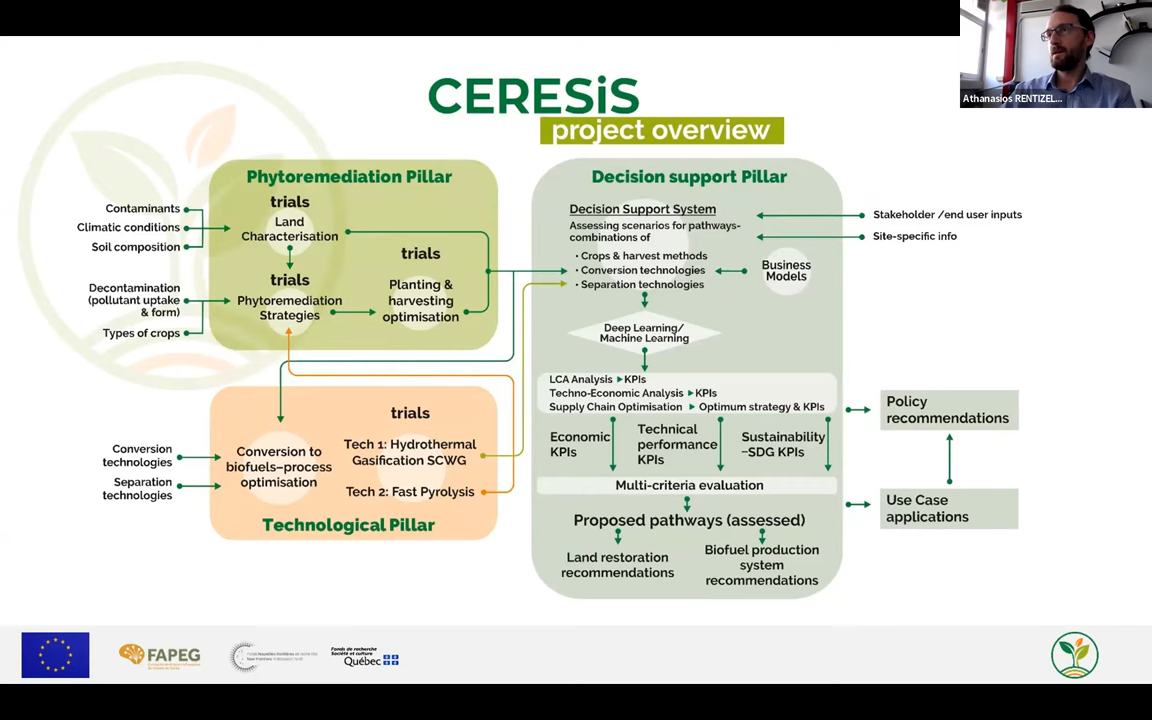 Athanasios RENTIZEL...
CERESiS
project overview
Phytoremediation Pillar
trials
Land
Characterisation
trials
Phytoremediation
Strategies
trials
Planting &
harvesting
optimisation
Contaminants
Climatic conditions
Soil composition
Decontamination
(pollutant uptake
& form)
Types of crops
Conversion
technologies
Separation
technologies
Conversion to
biofuels–process
optimisation
trials
Tech 1: Hydrothermal
Gasification SCWG
Tech 2: Fast Pyrolysis
Technological Pillar
Decision support Pillar
Decision Support System
Assessing scenarios for pathways-
combinations of
• Crops & harvest methods
• Conversion technologies
• Separation technologies
Business
Models
Stakeholder /end user inputs
Site-specific info
Deep Learning/
Machine Learning
LCA Analysis ▶ KPIs
Techno-Economic Analysis ▶ KPIs
Supply Chain Optimisation ▶ Optimum strategy & KPIs
Economic
KPIs
Technical
performance
KPIs
Sustainability
–SDG KPIs
Multi-criteria evaluation
Proposed pathways (assessed)
Land restoration
recommendations
Biofuel production
system
recommendations
Policy
recommendations
Use Case
applications
FAPEG
Fonds de recherche
Société et culture
Québec